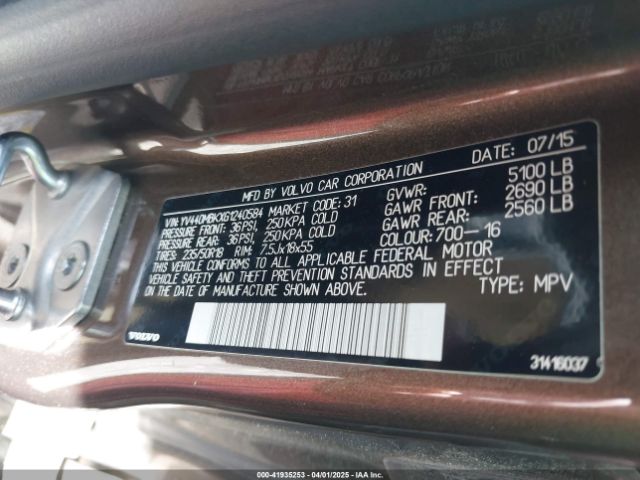 MFD BY VOLVO CAR CORPORATION DATE: 07/15
VIN: YV440MBKXG1240584 MARKET CODE: 31 GVWR: 5100 LB
PRESSURE FRONT: 36PSI, 250KPA COLD GAWR FRONT: 2690 LB
PRESSURE REAR: 36PSI, 250KPA COLD GAWR REAR: 2560 LB
TIRES: 235/50R18 RIM: 7.5Jx18x55 COLOUR: 700-16
THIS VEHICLE CONFORMS TO ALL APPLICABLE FEDERAL MOTOR
VEHICLE SAFETY AND THEFT PREVENTION STANDARDS IN EFFECT
ON DATE OF MANUFACTURE SHOWN ABOVE. TYPE: MPV
VOLVO
31416037
000-41935253 - 04/01/2025 - IAA Inc.